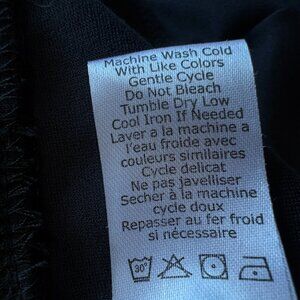 Machine Wash Cold
With Like Colors
Gentle Cycle
Do Not Bleach
Tumble Dry Low
Cool Iron If Needed
Laver a la machine a
l'eau froide avec
couleurs similaires
Cycle delicat
Ne pas javelliser
Secher à la machine
cycle doux
Repasser au fer froid
si nécessaire
30°